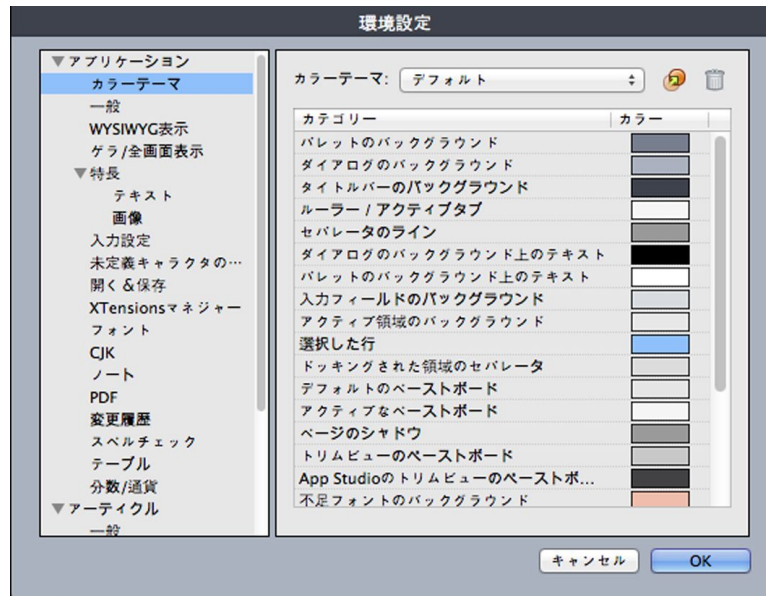 環境設定
▼アプリケーション
カラーテーマ
一般
WYSIWYG表示
ゲラ/全画面表示
▼特長
テキスト
画像
入力設定
未定義キャラクタの…
開く&保存
XTensionsマネジャー
フォント
CJK
ノート
PDF
変更履歴
スペルチェック
テーブル
分数/通貨
▼アーティクル
一般
カラーテーマ: デフォルト
カテゴリー カラー
パレットのバックグラウンド
ダイアログのバックグラウンド
タイトルバーのバックグラウンド
ルーラー / アクティブタブ
セパレータのライン
ダイアログのバックグラウンド上のテキスト
パレットのバックグラウンド上のテキスト
入力フィールドのバックグラウンド
アクティブ領域のバックグラウンド
選択した行
ドッキングされた領域のセパレータ
デフォルトのペーストボード
アクティブなペーストボード
ページのシャドウ
トリムビューのペーストボード
App Studioのトリムビューのペーストボ...
不足フォントのバックグラウンド
キャンセル OK